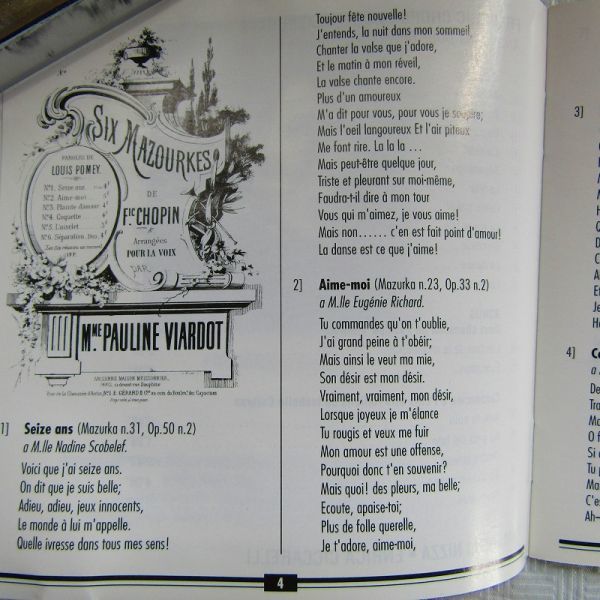 SIX MAZOURKES
PAROLES DE
LOUIS POMEY.
Nº1. Seize ans
Nº2. Aime-moi
Nº3. Plainte d'amour
Nº4. Coquette
Nº5. L'oiselet
Nº6. Séparation. Duo
DE
F.ic CHOPIN
Arrangées
POUR LA VOIX
PAR
M.ME PAULINE VIARDOT
1] Seize ans (Mazurka n.31, Op.50 n.2)
a M.lle Nadine Scobelef.
Voici que j'ai seize ans.
On dit que je suis belle;
Adieu, adieu, jeux innocents,
Le monde à lui m'appelle.
Quelle ivresse dans tous mes sens!
Toujour fête nouvelle!
J'entends, la nuit dans mon sommeil,
Chanter la valse que j'adore,
Et le matin à mon réveil,
La valse chante encore.
Plus d'un amoureux
M'a dit pour vous, pour vous je soupire;
Mais l'oeil langoureux Et l'air piteux
Me font rire. La la la ...
Mais peut-être quelque jour,
Triste et pleurant sur moi-même,
Faudra-t-il dire à mon tour
Vous qui m'aimez, je vous aime!
Mais non...... c'en est fait point d'amour!
La danse est ce que j'aime!
2] Aime-moi (Mazurka n.23, Op.33 n.2)
a M.lle Eugénie Richard.
Tu commandes qu'on t'oublie,
J'ai grand peine à t'obéir;
Mais ainsi le veut ma mie,
Son désir est mon désir.
Vraiment, vraiment, mon désir,
Lorsque joyeux je m'élance
Tu rougis et veux me fuir
Mon amour est une offense,
Pourquoi donc t'en souvenir?
Mais quoi! des pleurs, ma belle;
Ecoute, apaise-toi;
Plus de folle querelle,
Je t'adore, aime-moi,
4
3]
4]